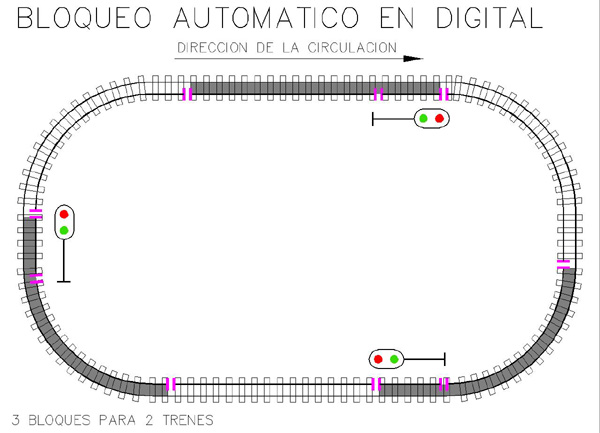 BLOQUEO AUTOMATICO EN DIGITAL
DIRECCION DE LA CIRCULACION
3 BLOQUES PARA 2 TRENES